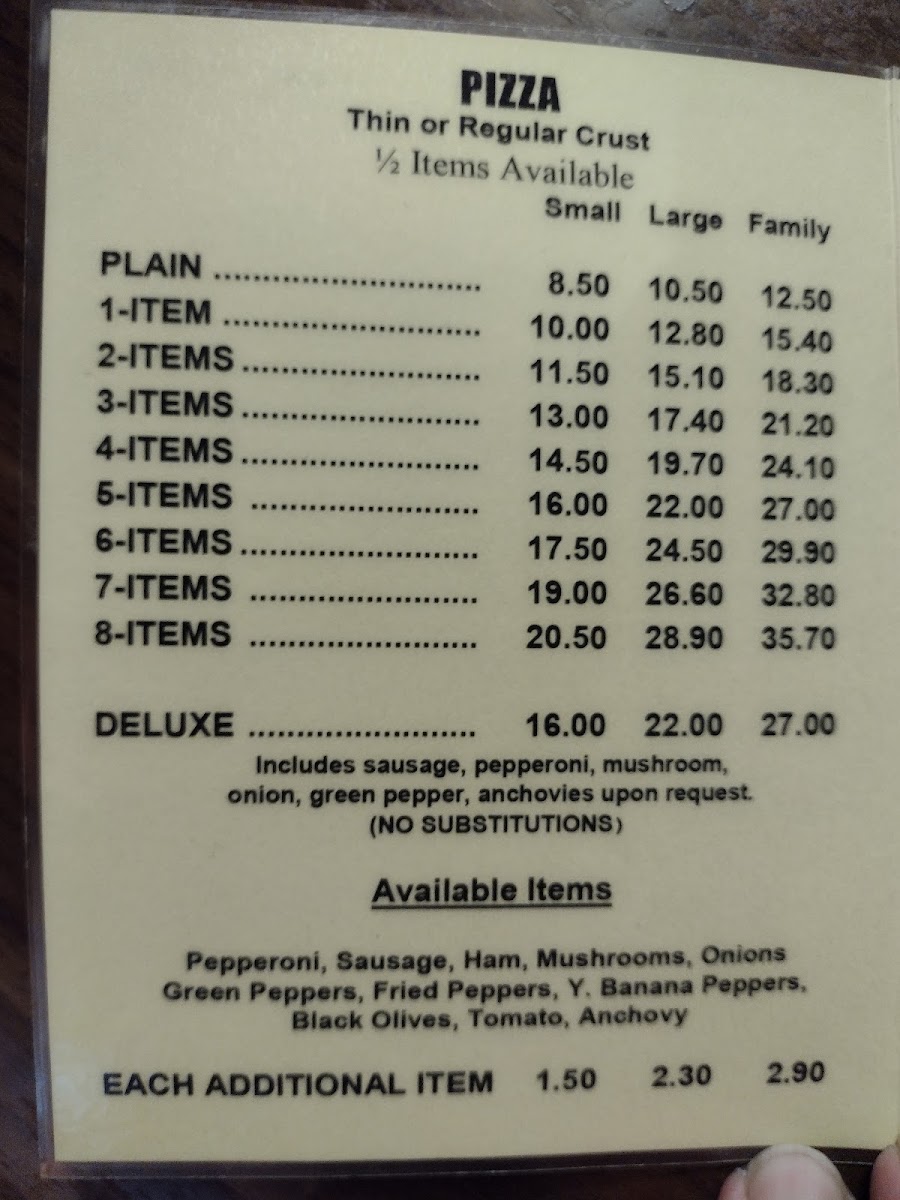 PIZZA
Thin or Regular Crust
½ Items Available
Small Large Family
PLAIN ............................ 8.50 10.50 12.50
1-ITEM ........................... 10.00 12.80 15.40
2-ITEMS ......................... 11.50 15.10 18.30
3-ITEMS ......................... 13.00 17.40 21.20
4-ITEMS ......................... 14.50 19.70 24.10
5-ITEMS ........................ 16.00 22.00 27.00
6-ITEMS ......................... 17.50 24.50 29.90
7-ITEMS ........................ 19.00 26.60 32.80
8-ITEMS ........................ 20.50 28.90 35.70
DELUXE ........................ 16.00 22.00 27.00
Includes sausage, pepperoni, mushroom,
onion, green pepper, anchovies upon request.
(NO SUBSTITUTIONS)
Available Items
Pepperoni, Sausage, Ham, Mushrooms, Onions
Green Peppers, Fried Peppers, Y. Banana Peppers,
Black Olives, Tomato, Anchovy
EACH ADDITIONAL ITEM 1.50 2.30 2.90